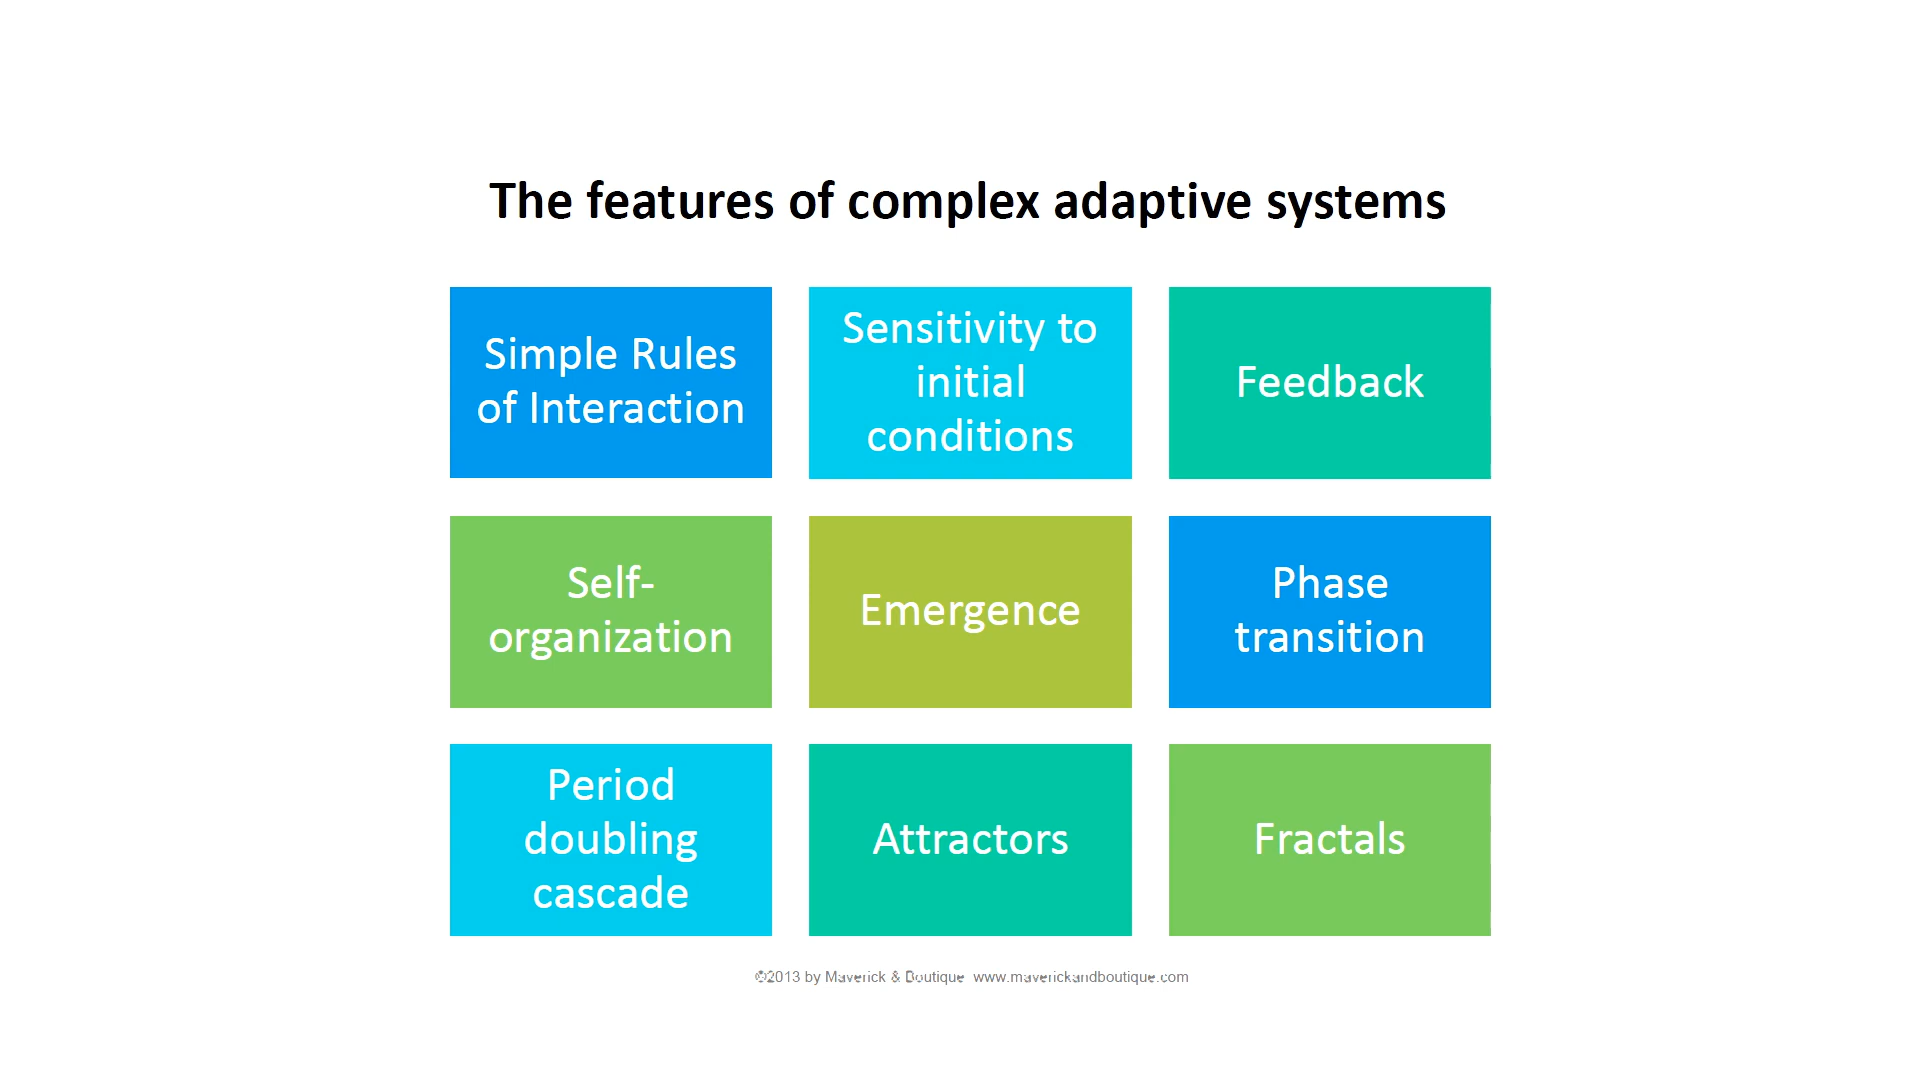 The features of complex adaptive systems
Simple Rules
of Interaction
Sensitivity to
initial
conditions
Feedback
Self-
organization
Emergence
Phase
transition
Period
doubling
cascade
Attractors
Fractals
©2013 by Maverick & Boutique  www.maverickandboutique.com